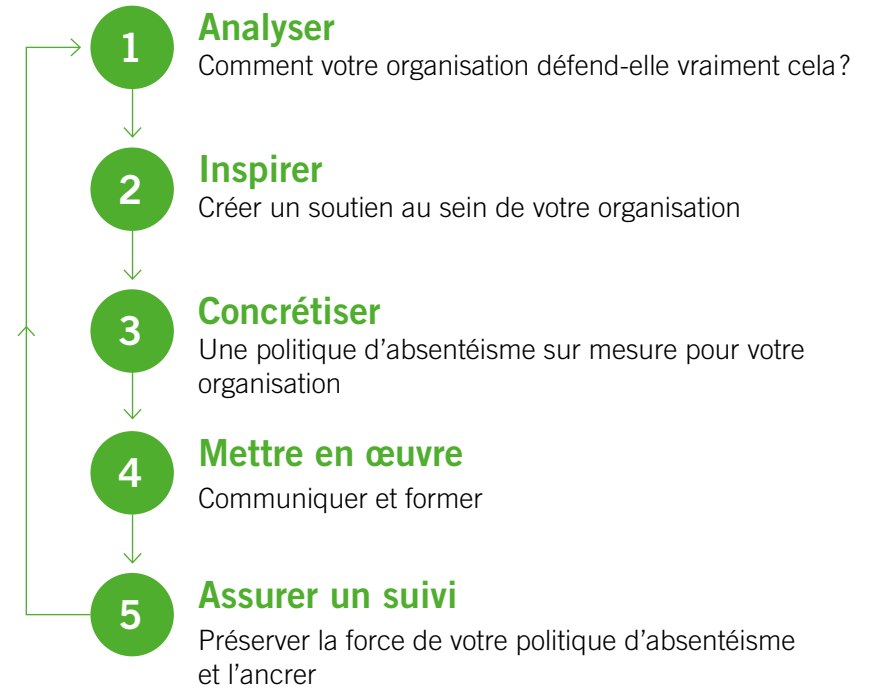 1
Analyser
Comment votre organisation défend-elle vraiment cela ?
2
Inspirer
Créer un soutien au sein de votre organisation
3
Concrétiser
Une politique d’absentéisme sur mesure pour votre
organisation
4
Mettre en œuvre
Communiquer et former
5
Assurer un suivi
Préserver la force de votre politique d’absentéisme
et l’ancrer